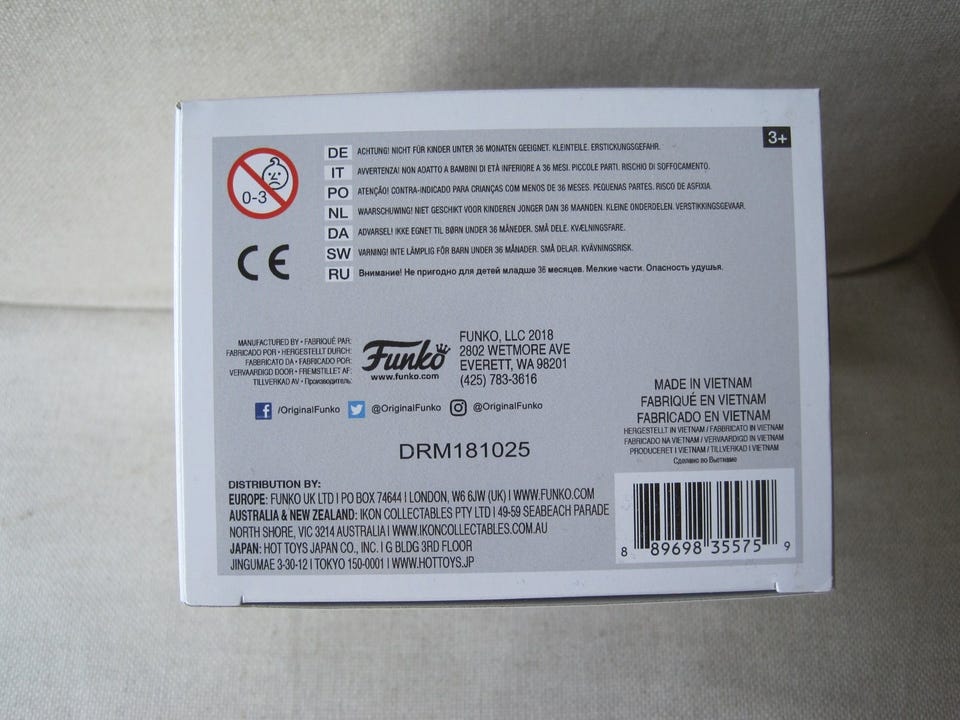 3+
0-3
DE ACHTUNG! NICHT FÜR KINDER UNTER 36 MONATEN GEEIGNET. KLEINTEILE. ERSTICKUNGSGEFAHR.
IT AVVERTENZA! NON ADATTO A BAMBINI DI ETÀ INFERIORE A 36 MESI. PICCOLE PARTI. RISCHIO DI SOFFOCAMENTO.
PO ATENÇÃO! CONTRA-INDICADO PARA CRIANÇAS COM MENOS DE 36 MESES. PEQUENAS PARTES. RISCO DE ASFIXIA.
NL WAARSCHUWING! NIET GESCHIKT VOOR KINDEREN JONGER DAN 36 MAANDEN. KLEINE ONDERDELEN. VERSTIKKINGSGEVAAR.
DA ADVARSEL! IKKE EGNET TIL BØRN UNDER 36 MÅNEDER. SMÅ DELE. KVÆLNINGSFARE.
SW VARNING! INTE LÄMPLIG FÖR BARN UNDER 36 MÅNADER. SMÅ DELAR. KVÄVNINGSRISK.
RU Внимание! Не пригодно для детей младше 36 месяцев. Мелкие части. Опасность удушья.
CE
MANUFACTURED BY • FABRIQUÉ PAR:
FABRICADO POR • HERGESTELLT DURCH:
FABBRICATO DA • FABRICADO POR:
VERVAARDIGD DOOR • FREMSTILLET AF:
TILLVERKAD AV • Производитель:
Funko
www.funko.com
FUNKO, LLC 2018
2802 WETMORE AVE
EVERETT, WA 98201
(425) 783-3616
/OriginalFunko @OriginalFunko @OriginalFunko
DRM181025
MADE IN VIETNAM
FABRIQUÉ EN VIETNAM
FABRICADO EN VIETNAM
HERGESTELLT IN VIETNAM / FABBRICATO IN VIETNAM
FABRICADO NA VIETNAM / VERVAARDIGD IN VIETNAM
PRODUCERET I VIETNAM / TILLVERKAD I VIETNAM
Сделано во Вьетнаме
DISTRIBUTION BY:
EUROPE: FUNKO UK LTD I PO BOX 74644 I LONDON, W6 6JW (UK) I WWW.FUNKO.COM
AUSTRALIA & NEW ZEALAND: IKON COLLECTABLES PTY LTD I 49-59 SEABEACH PARADE
NORTH SHORE, VIC 3214 AUSTRALIA I WWW.IKONCOLLECTABLES.COM.AU
JAPAN: HOT TOYS JAPAN CO., INC. I G BLDG 3RD FLOOR
JINGUMAE 3-30-12 I TOKYO 150-0001 I WWW.HOTTOYS.JP
8 89698 35575 9